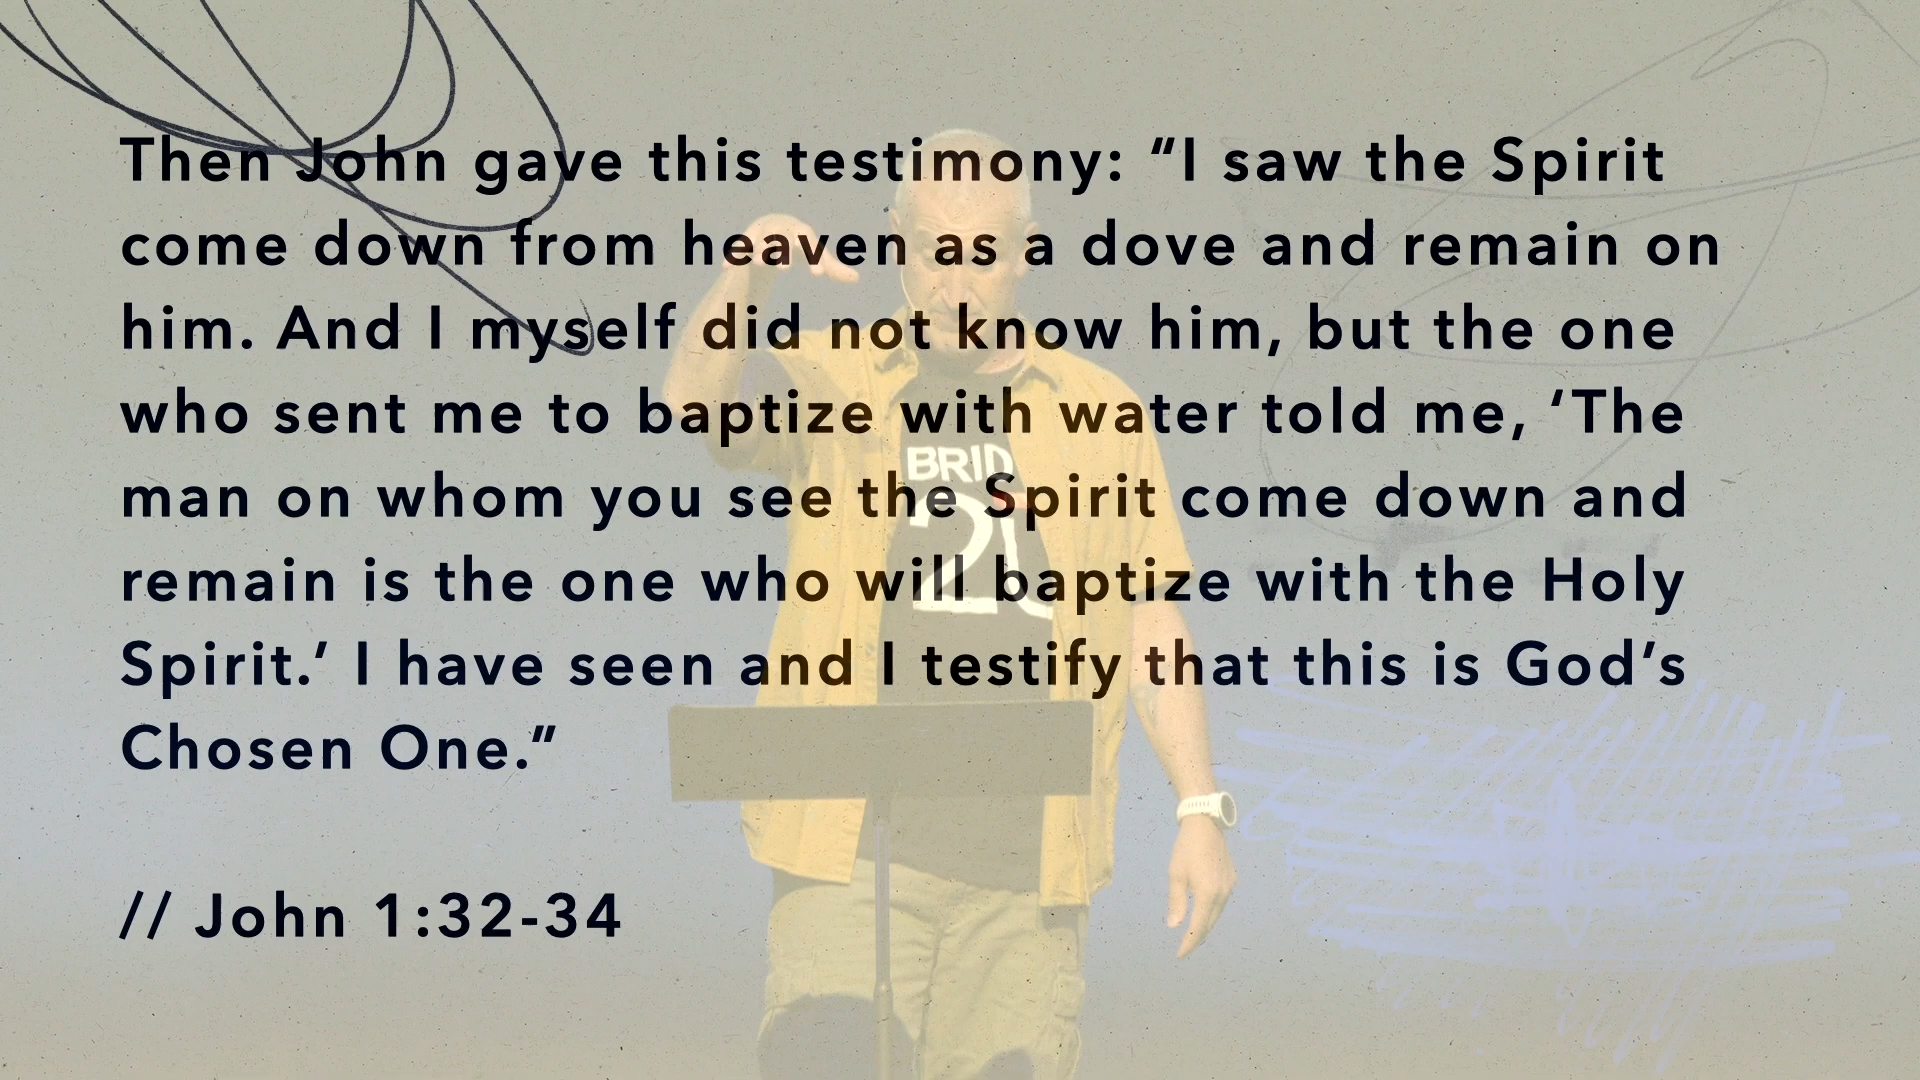 Then John gave this testimony: “I saw the Spirit
come down from heaven as a dove and remain on
him. And I myself did not know him, but the one
who sent me to baptize with water told me, ‘The
man on whom you see the Spirit come down and
remain is the one who will baptize with the Holy
Spirit.’ I have seen and I testify that this is God’s
Chosen One.”
// John 1:32-34
BRID